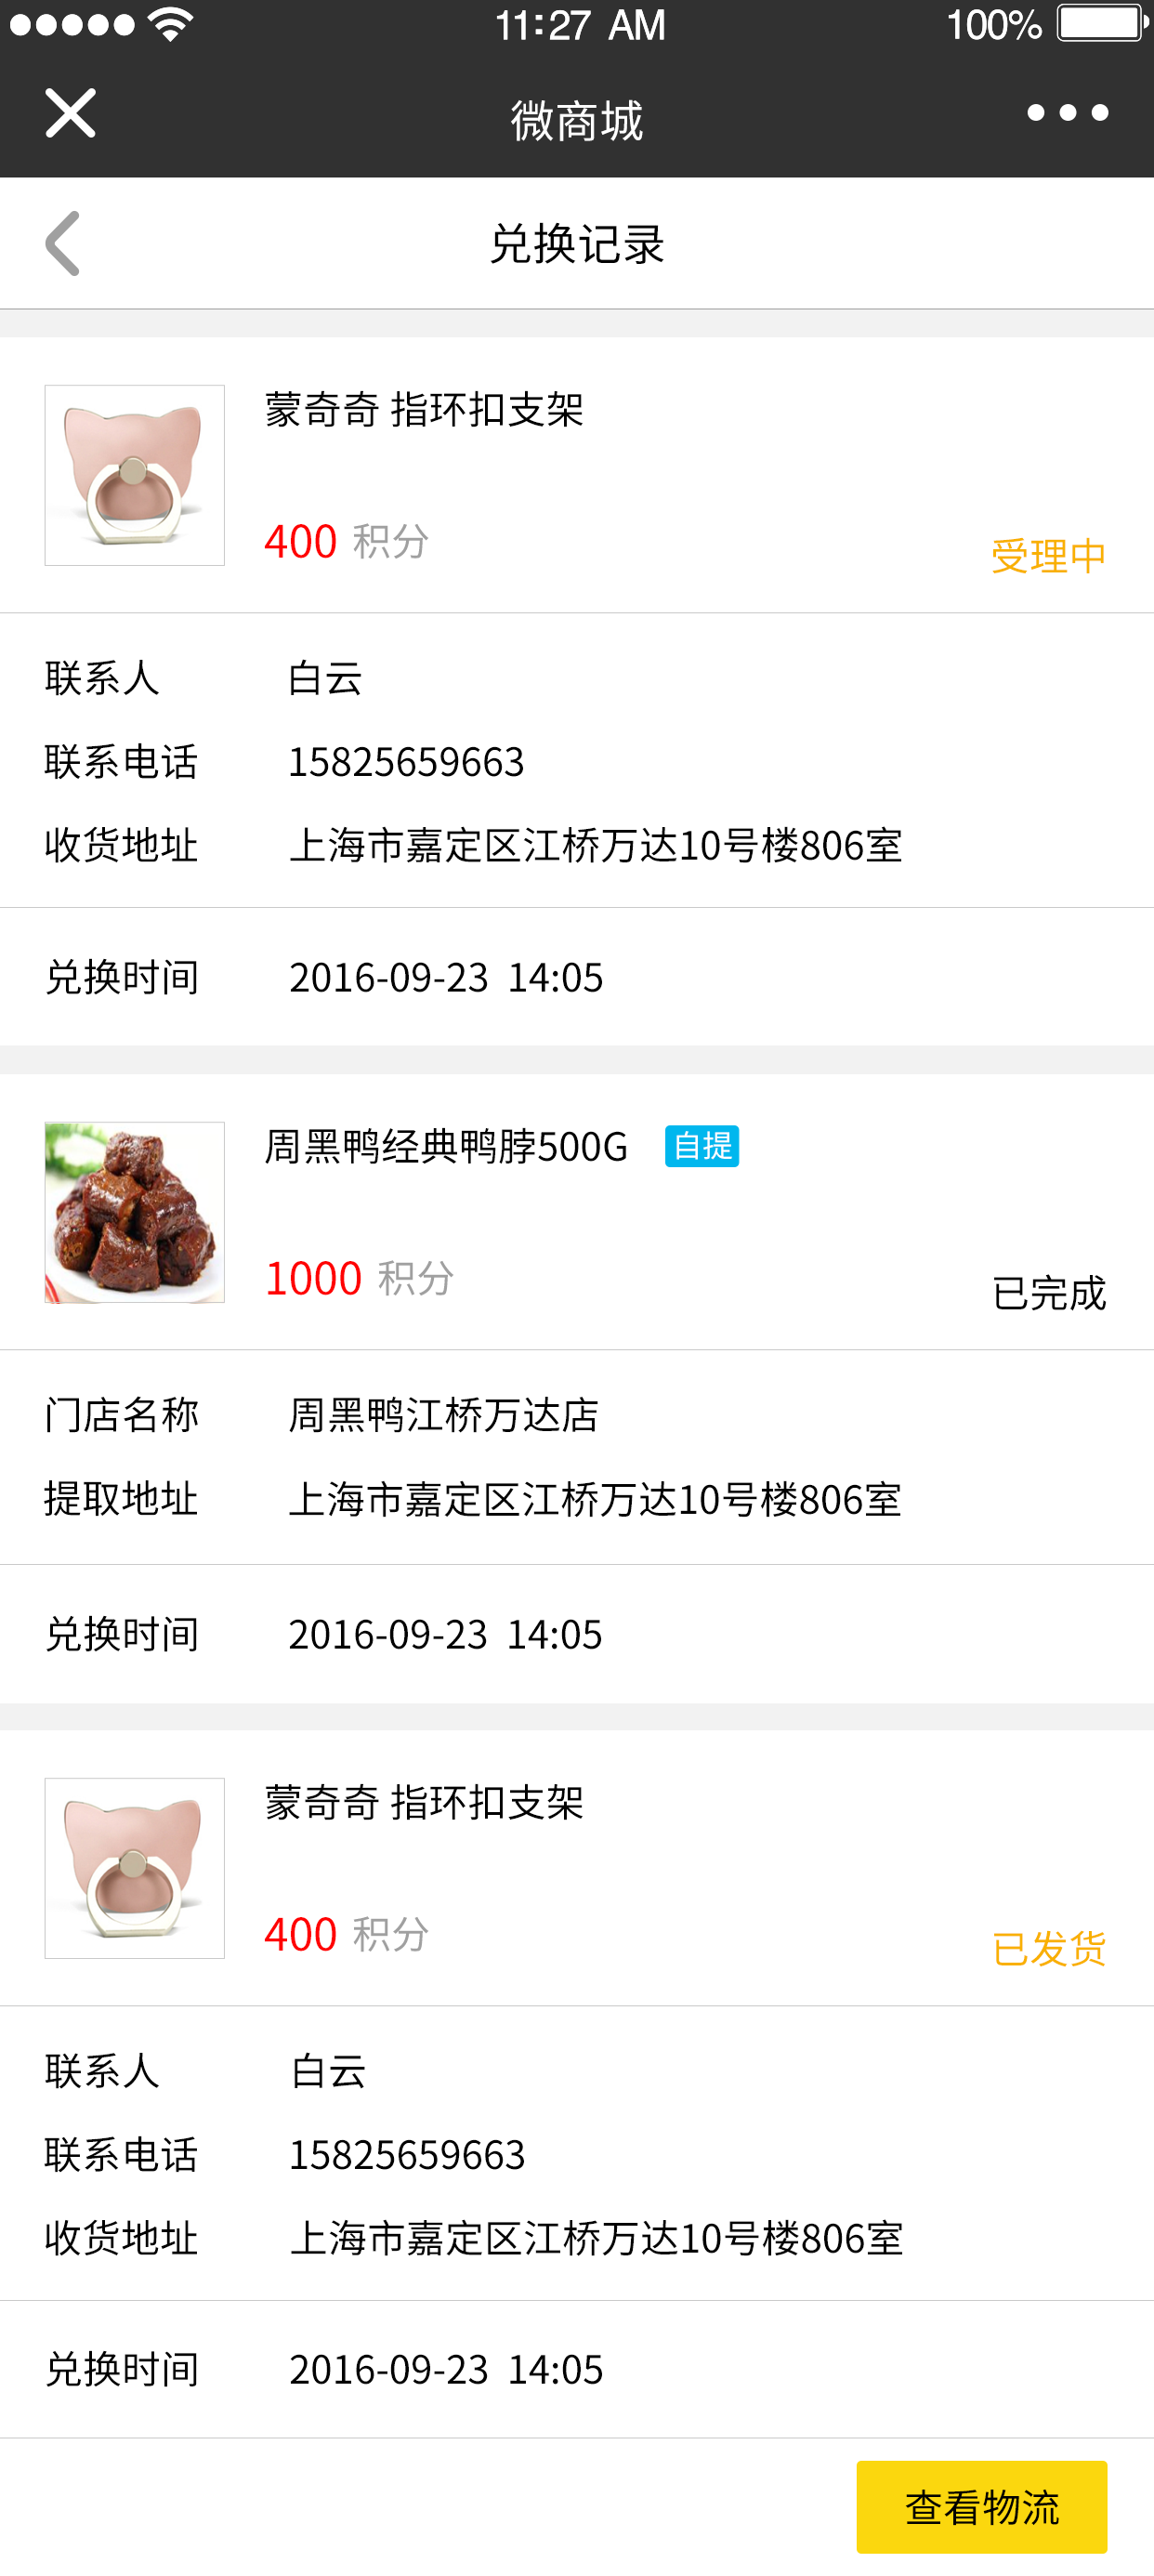 11:27 AM 100%
微商城
兑换记录
蒙奇奇 指环扣支架
400 积分
受理中
联系人 白云
联系电话 15825659663
收货地址 上海市嘉定区江桥万达10号楼806室
兑换时间 2016-09-23 14:05
周黑鸭经典鸭脖500G 自提
1000 积分
已完成
门店名称 周黑鸭江桥万达店
提取地址 上海市嘉定区江桥万达10号楼806室
兑换时间 2016-09-23 14:05
蒙奇奇 指环扣支架
400 积分
已发货
联系人 白云
联系电话 15825659663
收货地址 上海市嘉定区江桥万达10号楼806室
兑换时间 2016-09-23 14:05
查看物流